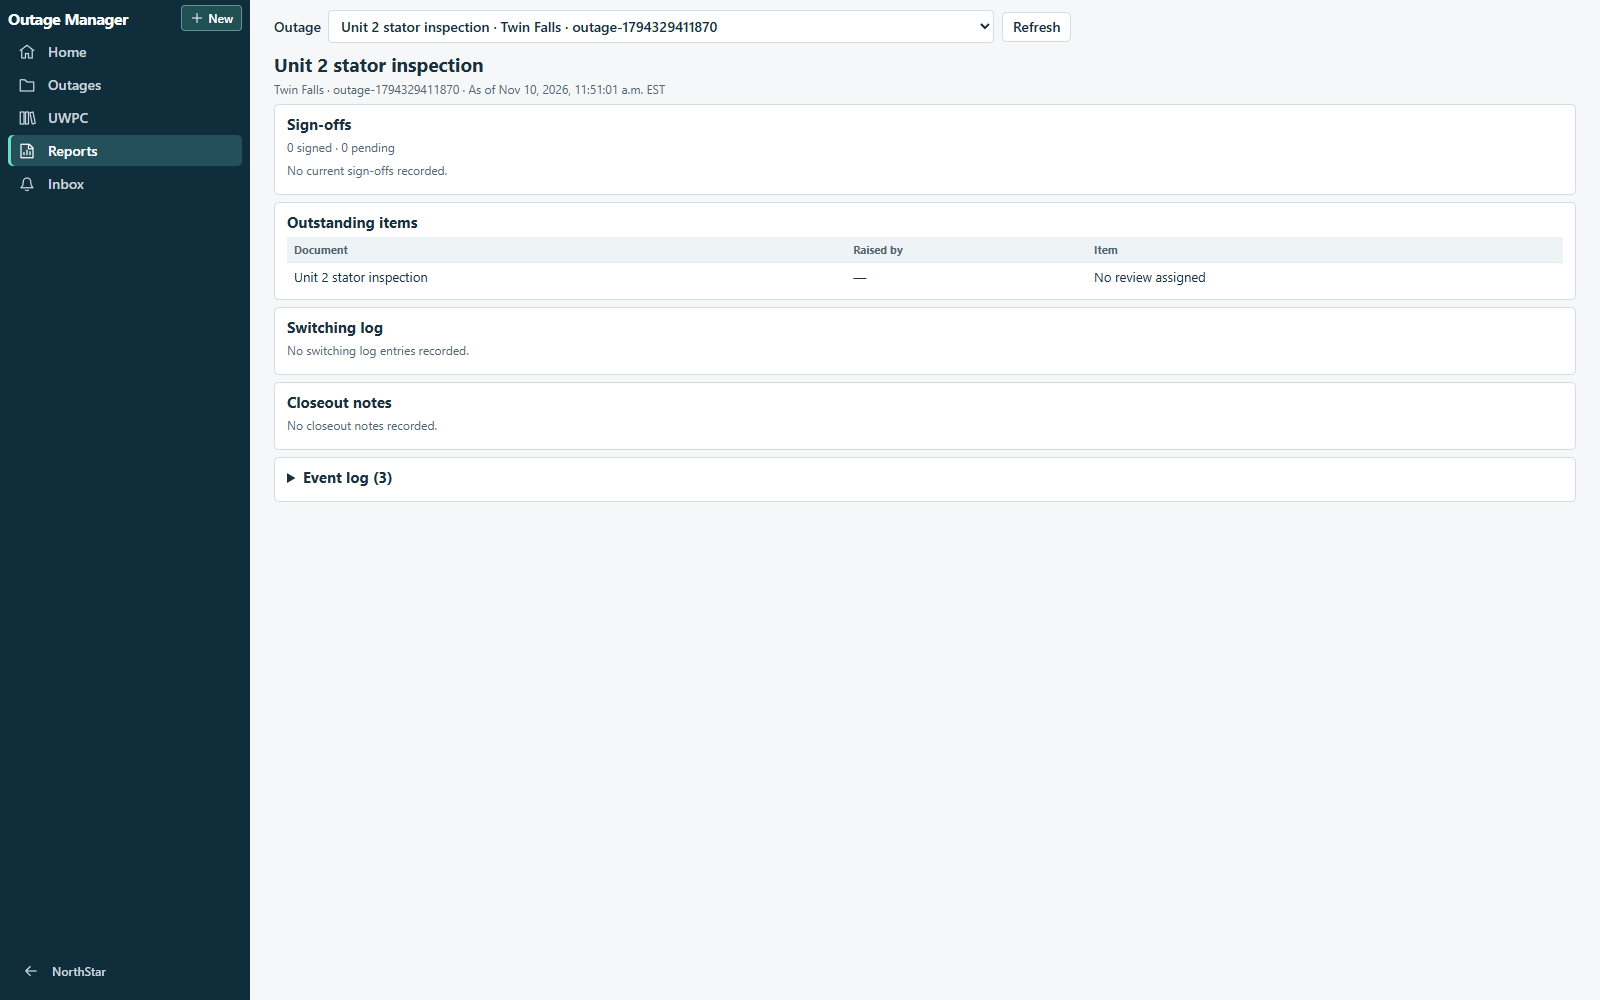 Outage Manager
+ New
Home
Outages
UWPC
Reports
Inbox
NorthStar
Outage
Unit 2 stator inspection · Twin Falls · outage-1794329411870
Refresh
Unit 2 stator inspection
Twin Falls · outage-1794329411870 · As of Nov 10, 2026, 11:51:01 a.m. EST
Sign-offs
0 signed · 0 pending
No current sign-offs recorded.
Outstanding items
Document Raised by Item
Unit 2 stator inspection — No review assigned
Switching log
No switching log entries recorded.
Closeout notes
No closeout notes recorded.
Event log (3)